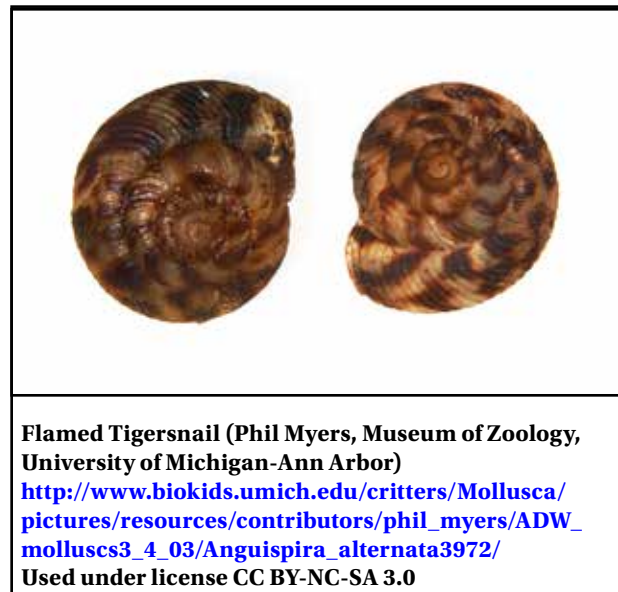 Flamed Tigersnail (Phil Myers, Museum of Zoology,
University of Michigan-Ann Arbor)
http://www.biokids.umich.edu/critters/Mollusca/
pictures/resources/contributors/phil_myers/ADW_
molluscs3_4_03/Anguispira_alternata3972/
Used under license CC BY-NC-SA 3.0